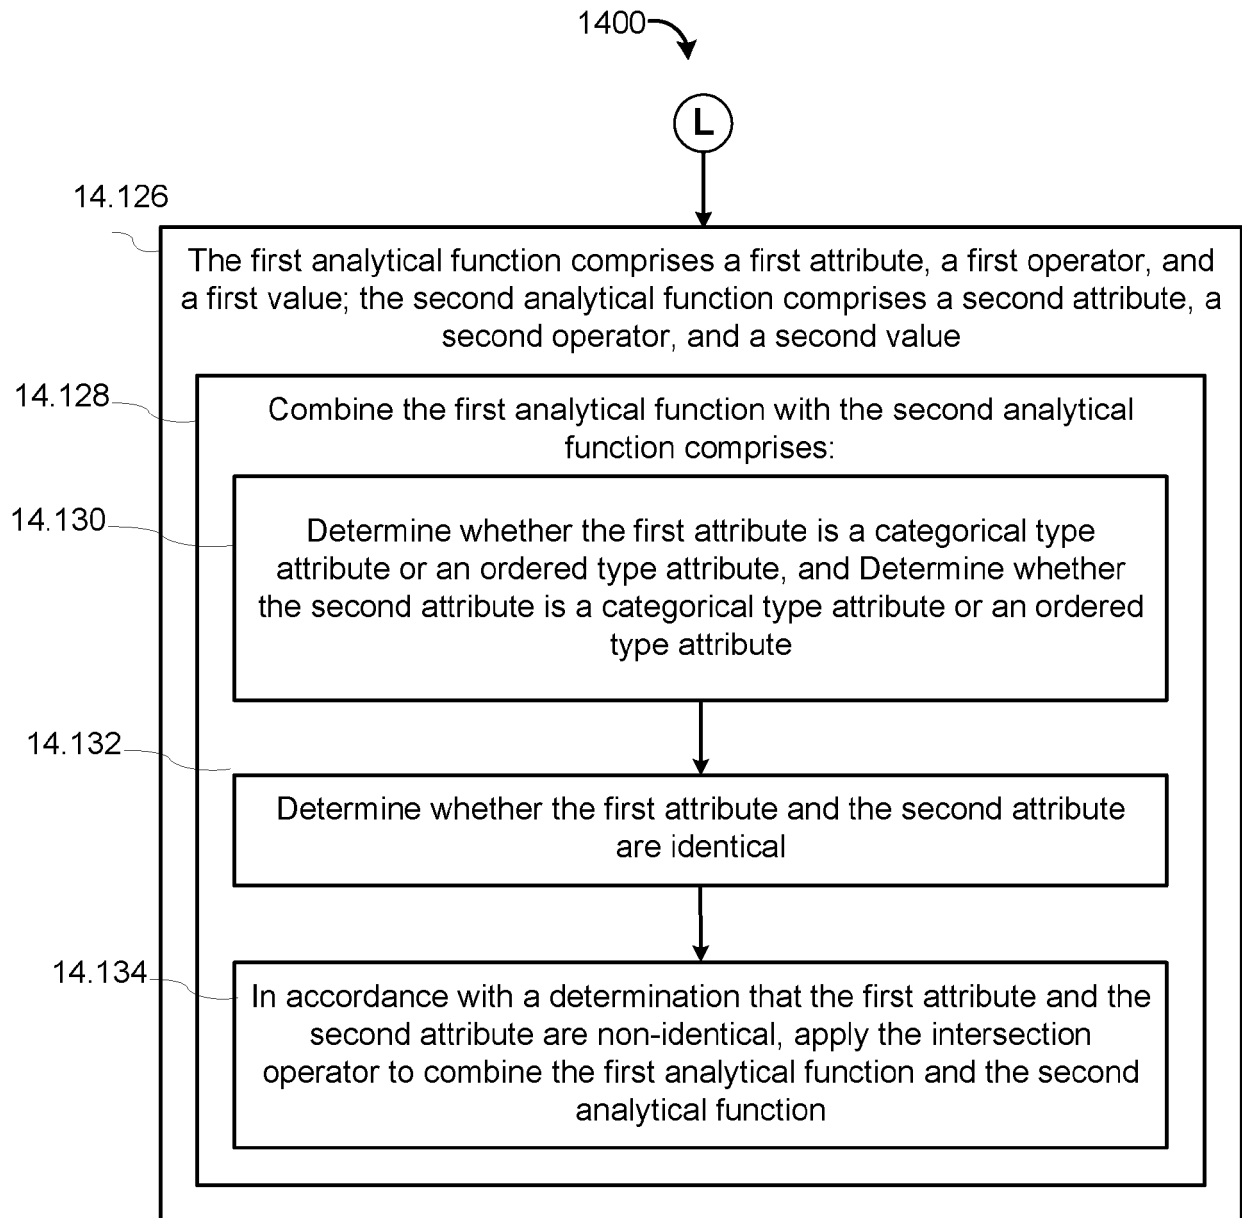 1400
L
14.126
The first analytical function comprises a first attribute, a first operator, and
a first value; the second analytical function comprises a second attribute, a
second operator, and a second value
14.128
Combine the first analytical function with the second analytical
function comprises:
14.130
Determine whether the first attribute is a categorical type
attribute or an ordered type attribute, and Determine whether
the second attribute is a categorical type attribute or an ordered
type attribute
14.132
Determine whether the first attribute and the second attribute
are identical
14.134
In accordance with a determination that the first attribute and the
second attribute are non-identical, apply the intersection
operator to combine the first analytical function and the second
analytical function